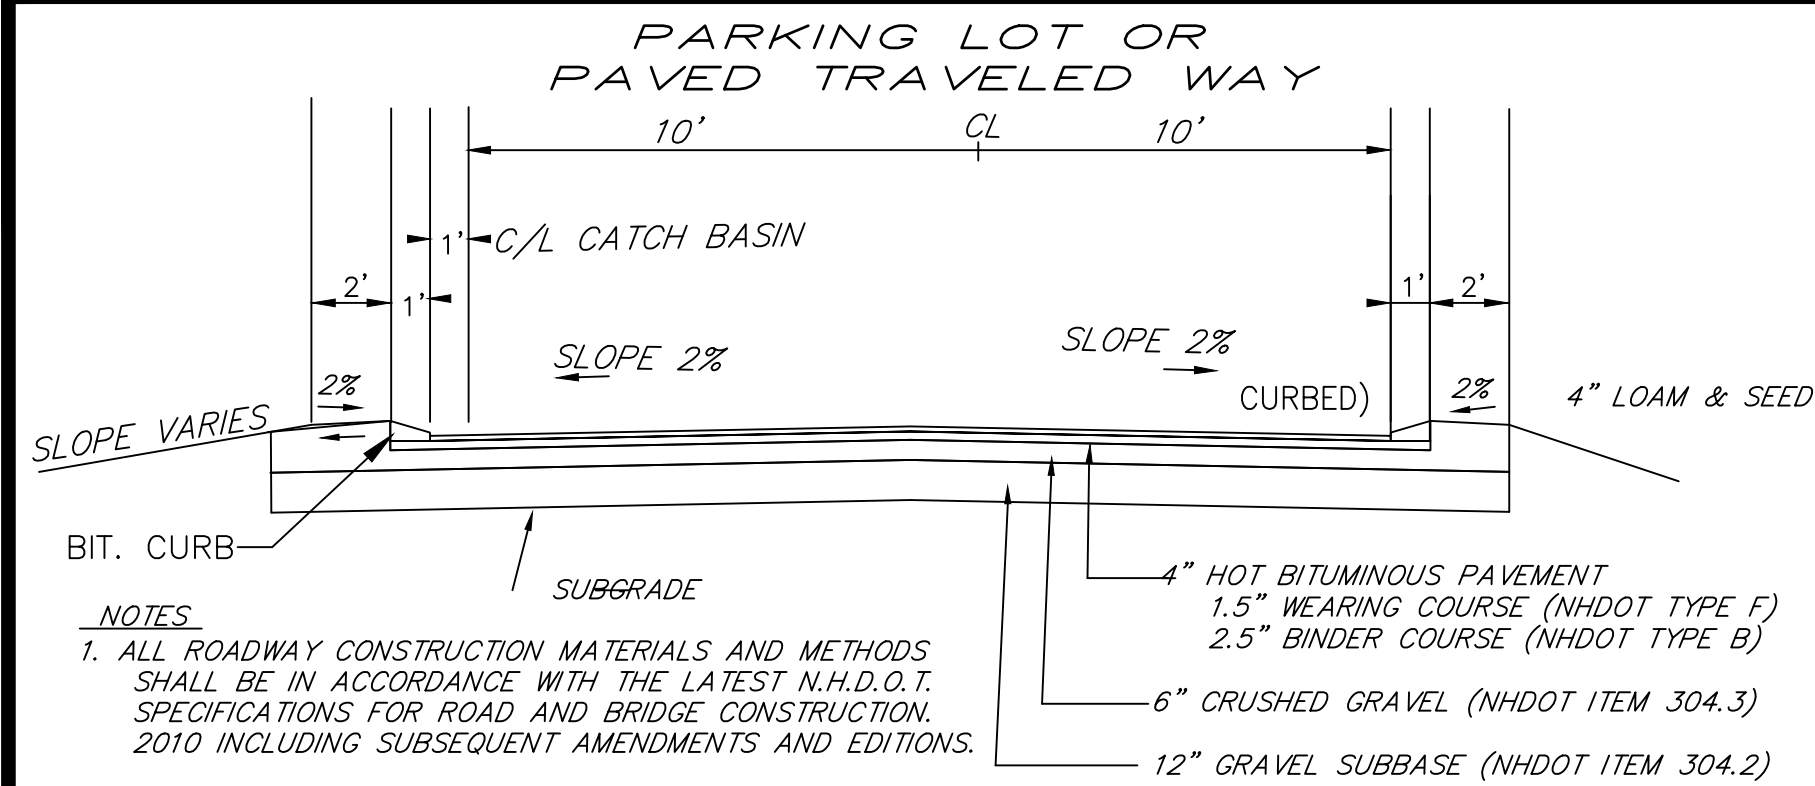 PARKING LOT OR
PAVED TRAVELED WAY
10' CL 10'
1' C/L CATCH BASIN
2' 1' 1' 2'
SLOPE 2% SLOPE 2%
2% CURBED) 2% 4" LOAM & SEED
SLOPE VARIES
BIT. CURB
SUBGRADE
4" HOT BITUMINOUS PAVEMENT
1.5" WEARING COURSE (NHDOT TYPE F)
2.5" BINDER COURSE (NHDOT TYPE B)
6" CRUSHED GRAVEL (NHDOT ITEM 304.3)
12" GRAVEL SUBBASE (NHDOT ITEM 304.2)
NOTES
1. ALL ROADWAY CONSTRUCTION MATERIALS AND METHODS
SHALL BE IN ACCORDANCE WITH THE LATEST N.H.D.O.T.
SPECIFICATIONS FOR ROAD AND BRIDGE CONSTRUCTION.
2010 INCLUDING SUBSEQUENT AMENDMENTS AND EDITIONS.